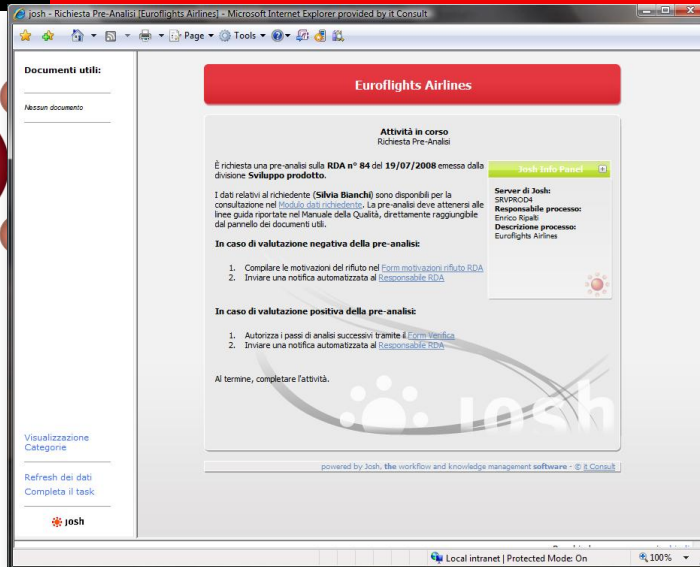 josh - Richiesta Pre-Analisi [Euroflights Airlines] - Microsoft Internet Explorer provided by it Consult
Page
Tools
Documenti utili:
Nessun documento
Visualizzazione
Categorie
Refresh dei dati
Completa il task
josh
Euroflights Airlines
Attività in corso
Richiesta Pre-Analisi
È richiesta una pre-analisi sulla RDA n° 84 del 19/07/2008 emessa dalla
divisione Sviluppo prodotto.
I dati relativi al richiedente (Silvia Bianchi) sono disponibili per la
consultazione nel Modulo dati richiedente. La pre-analisi deve attenersi alle
linee guida riportate nel Manuale della Qualità, direttamente raggiungibile
dal pannello dei documenti utili.
In caso di valutazione negativa della pre-analisi:
1. Compilare le motivazioni del rifiuto nel Form motivazioni rifiuto RDA
2. Inviare una notifica automatizzata al Responsabile RDA
In caso di valutazione positiva della pre-analisi:
1. Autorizza i passi di analisi successivi tramite il Form Verifica
2. Inviare una notifica automatizzata al Responsabile RDA
Al termine, completare l'attività.
Josh Info Panel
Server di Josh:
SRVPROD4
Responsabile processo:
Enrico Ripalti
Descrizione processo:
Euroflights Airlines
josh
powered by Josh, the workflow and knowledge management software - © it Consult
Local intranet | Protected Mode: On
100%